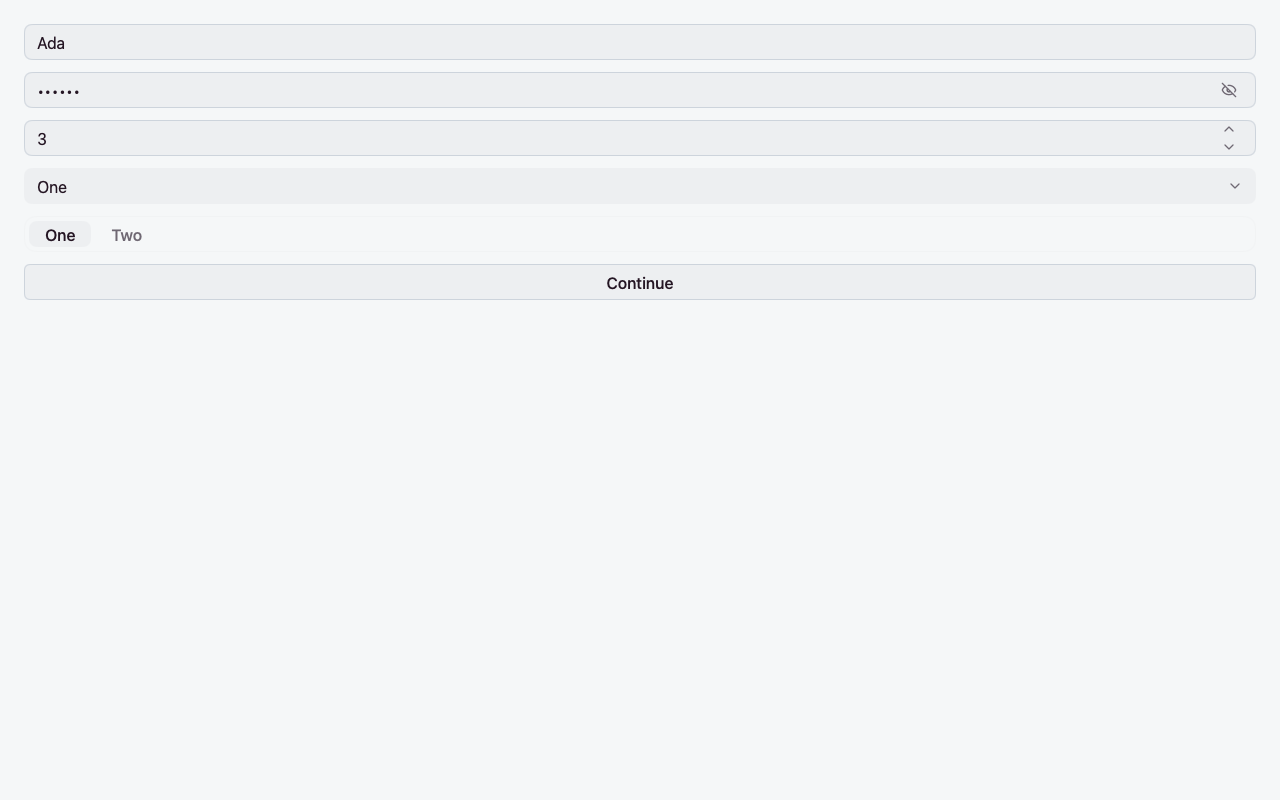 Ada
••••••
3
One
One Two
Continue